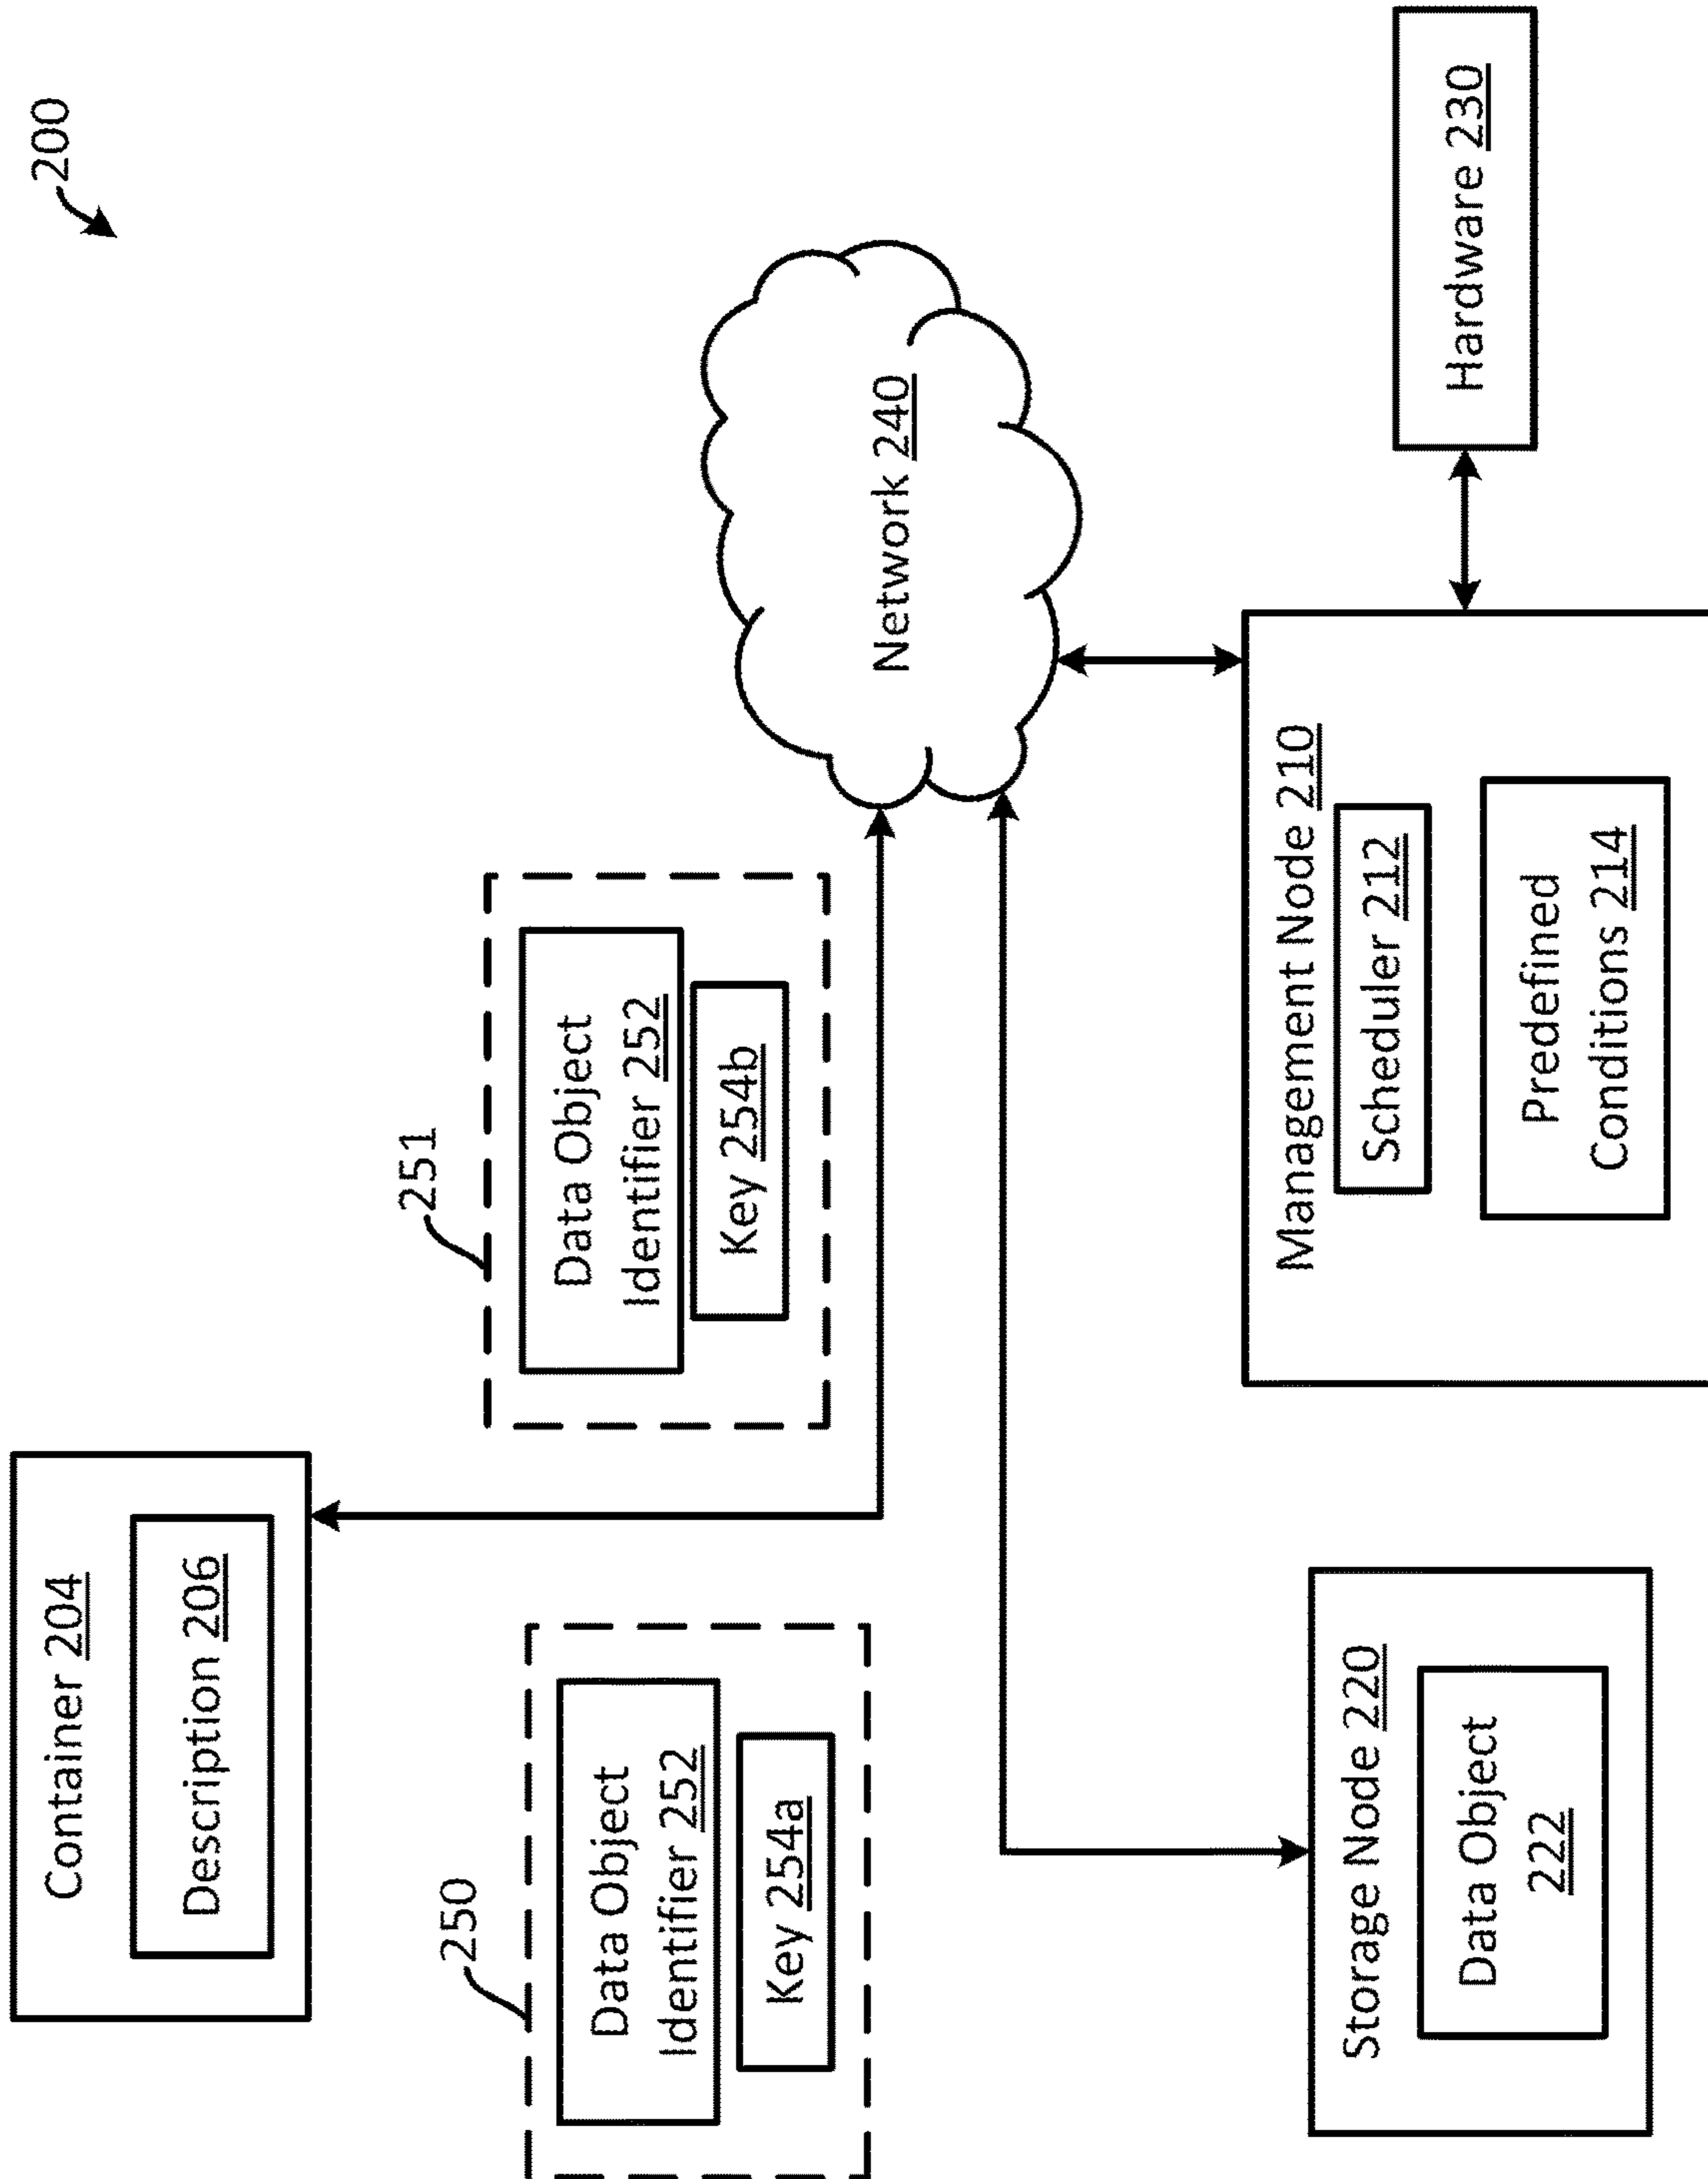 200
Container 204
Description 206
250
Data Object
Identifier 252
Key 254a
251
Data Object
Identifier 252
Key 254b
Network 240
Storage Node 220
Data Object
222
Management Node 210
Scheduler 212
Predefined
Conditions 214
Hardware 230